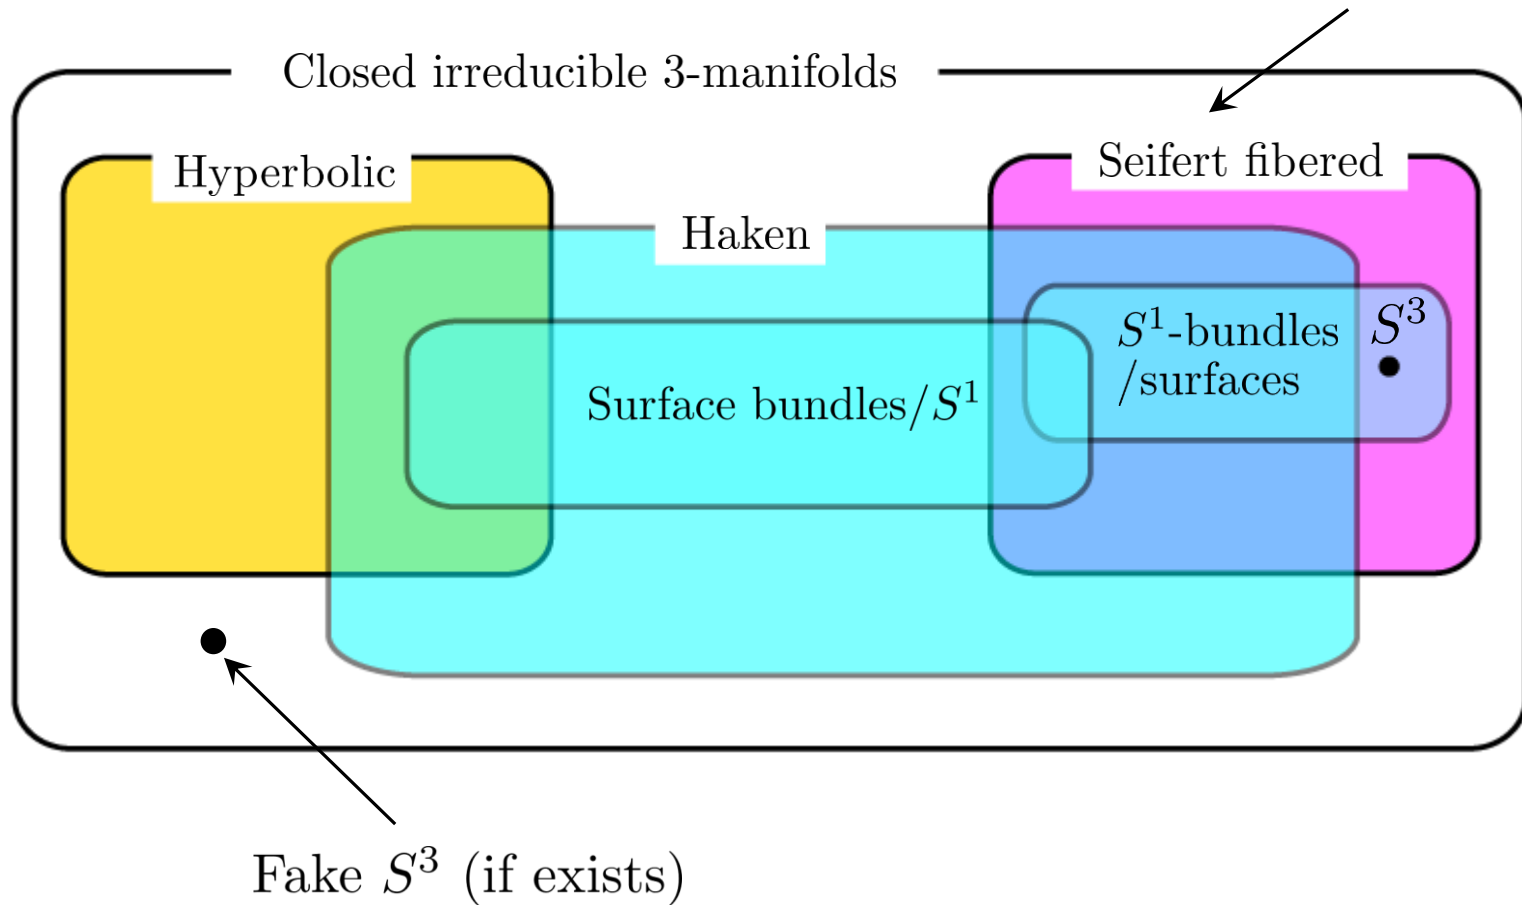 Closed irreducible 3-manifolds
Hyperbolic
Seifert fibered
Haken
S¹-bundles
/surfaces
S³
Surface bundles/S¹
Fake S³ (if exists)